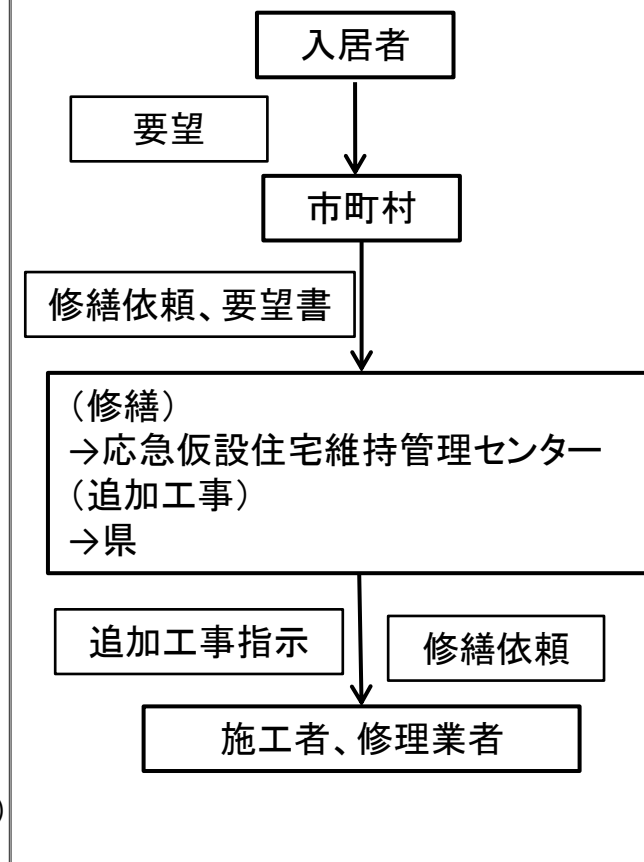 入居者
要望
市町村
修繕依頼、要望書
（修繕）
→応急仮設住宅維持管理センター
（追加工事）
→県
追加工事指示
修繕依頼
施工者、修理業者
)